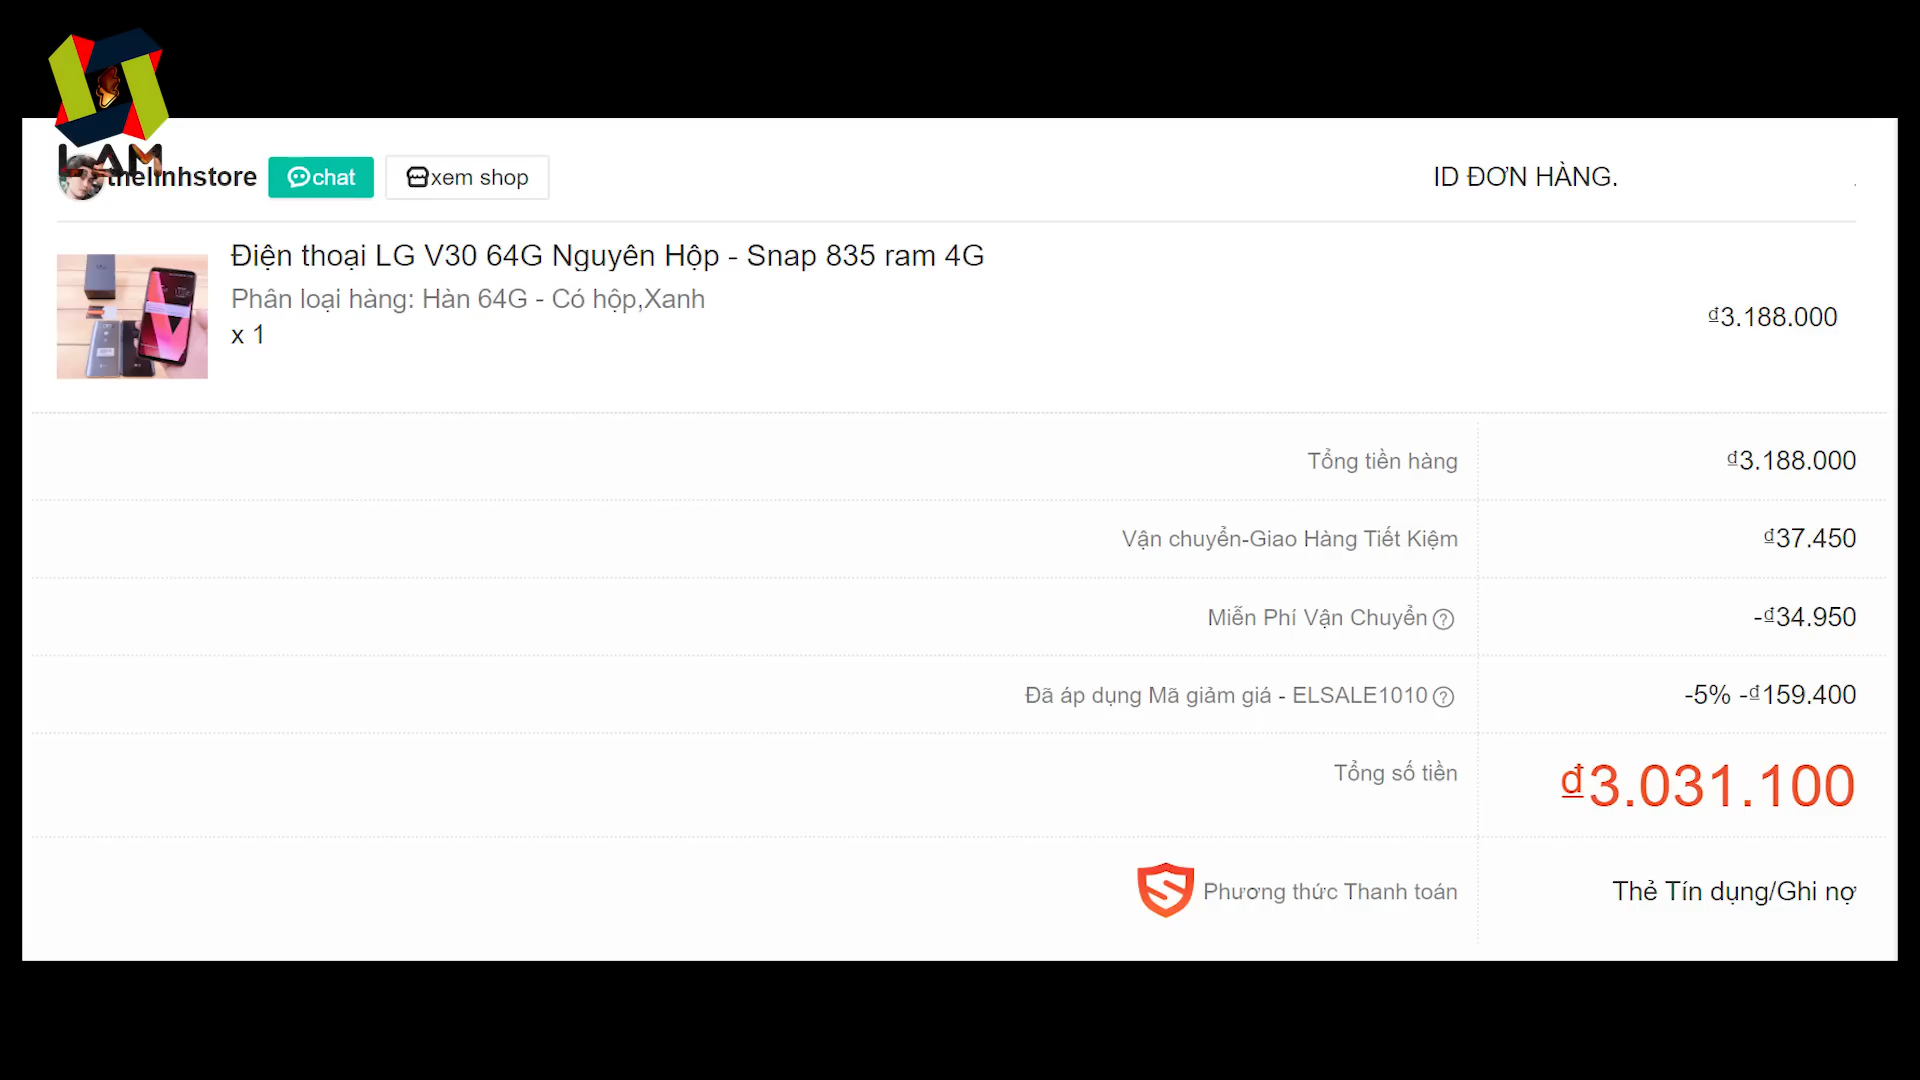 LAM
thelinhstore chat xem shop ID ĐƠN HÀNG.
Điện thoại LG V30 64G Nguyên Hộp - Snap 835 ram 4G
Phân loại hàng: Hàn 64G - Có hộp,Xanh
x 1
₫3.188.000
Tổng tiền hàng ₫3.188.000
Vận chuyển-Giao Hàng Tiết Kiệm ₫37.450
Miễn Phí Vận Chuyển ? -₫34.950
Đã áp dụng Mã giảm giá - ELSALE1010 ? -5% -₫159.400
Tổng số tiền ₫3.031.100
Phương thức Thanh toán Thẻ Tín dụng/Ghi nợ